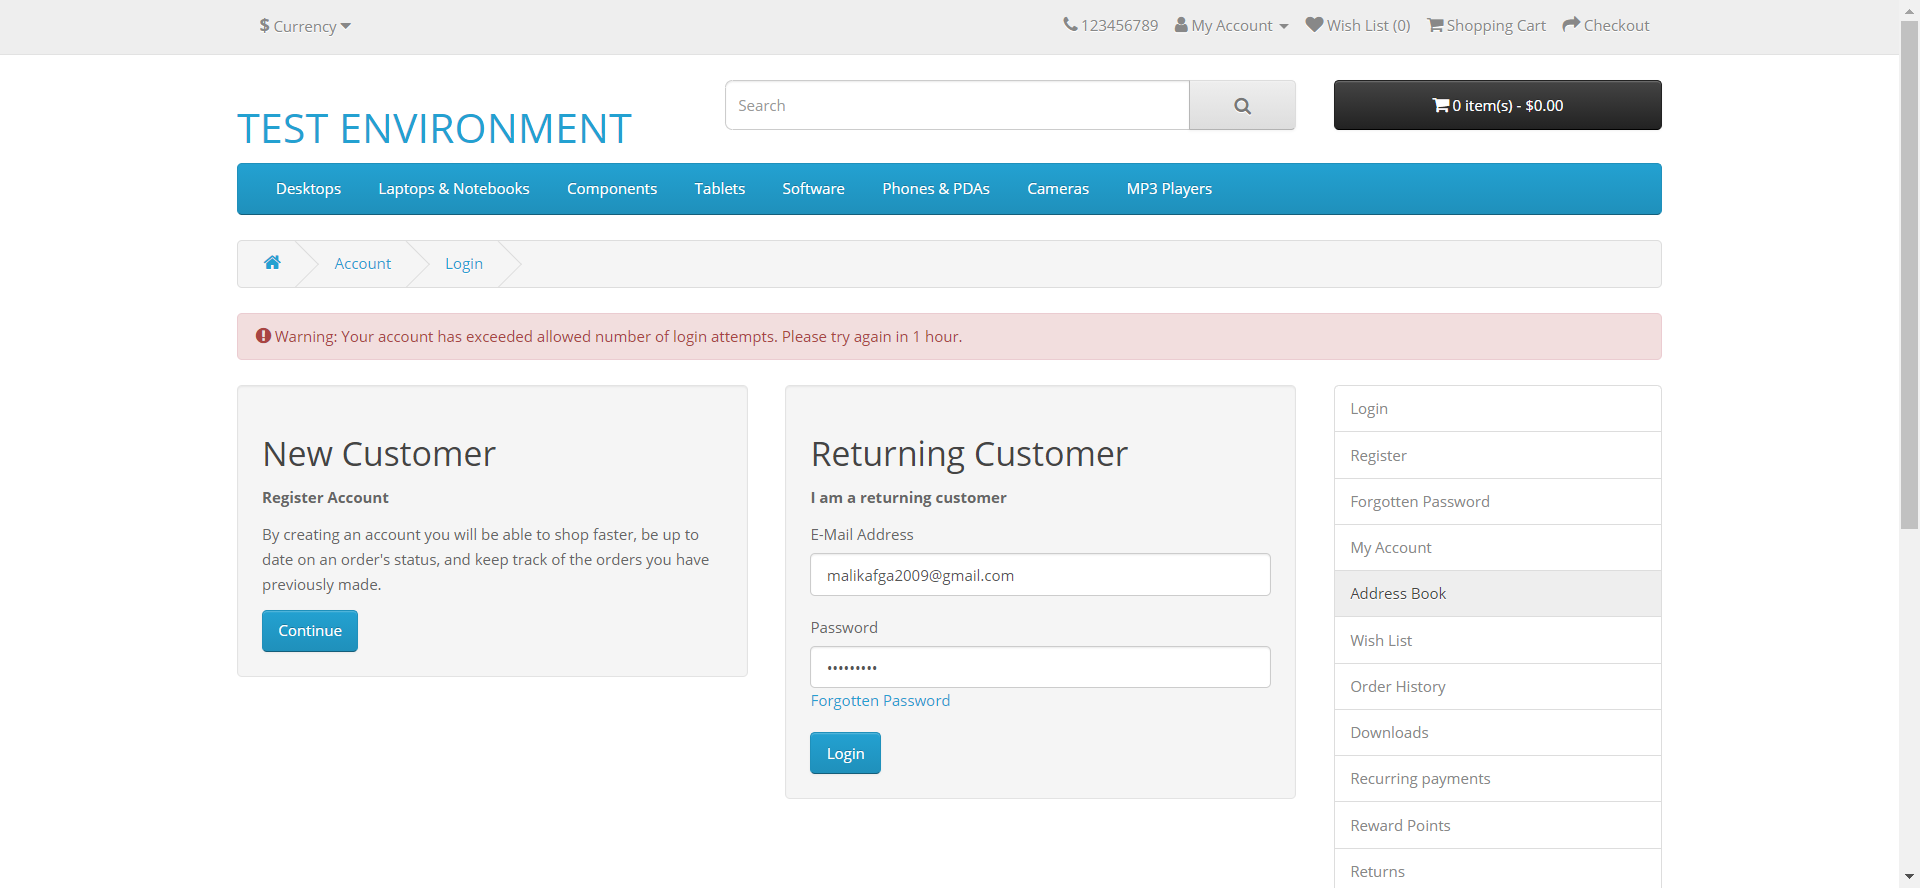 $ Currency
123456789 My Account Wish List (0) Shopping Cart Checkout
TEST ENVIRONMENT
Search
0 item(s) - $0.00
Desktops Laptops & Notebooks Components Tablets Software Phones & PDAs Cameras MP3 Players
Account Login
Warning: Your account has exceeded allowed number of login attempts. Please try again in 1 hour.
New Customer
Register Account
By creating an account you will be able to shop faster, be up to
date on an order's status, and keep track of the orders you have
previously made.
Continue
Returning Customer
I am a returning customer
E-Mail Address
malikafga2009@gmail.com
Password
•••••••••
Forgotten Password
Login
Login
Register
Forgotten Password
My Account
Address Book
Wish List
Order History
Downloads
Recurring payments
Reward Points
Returns